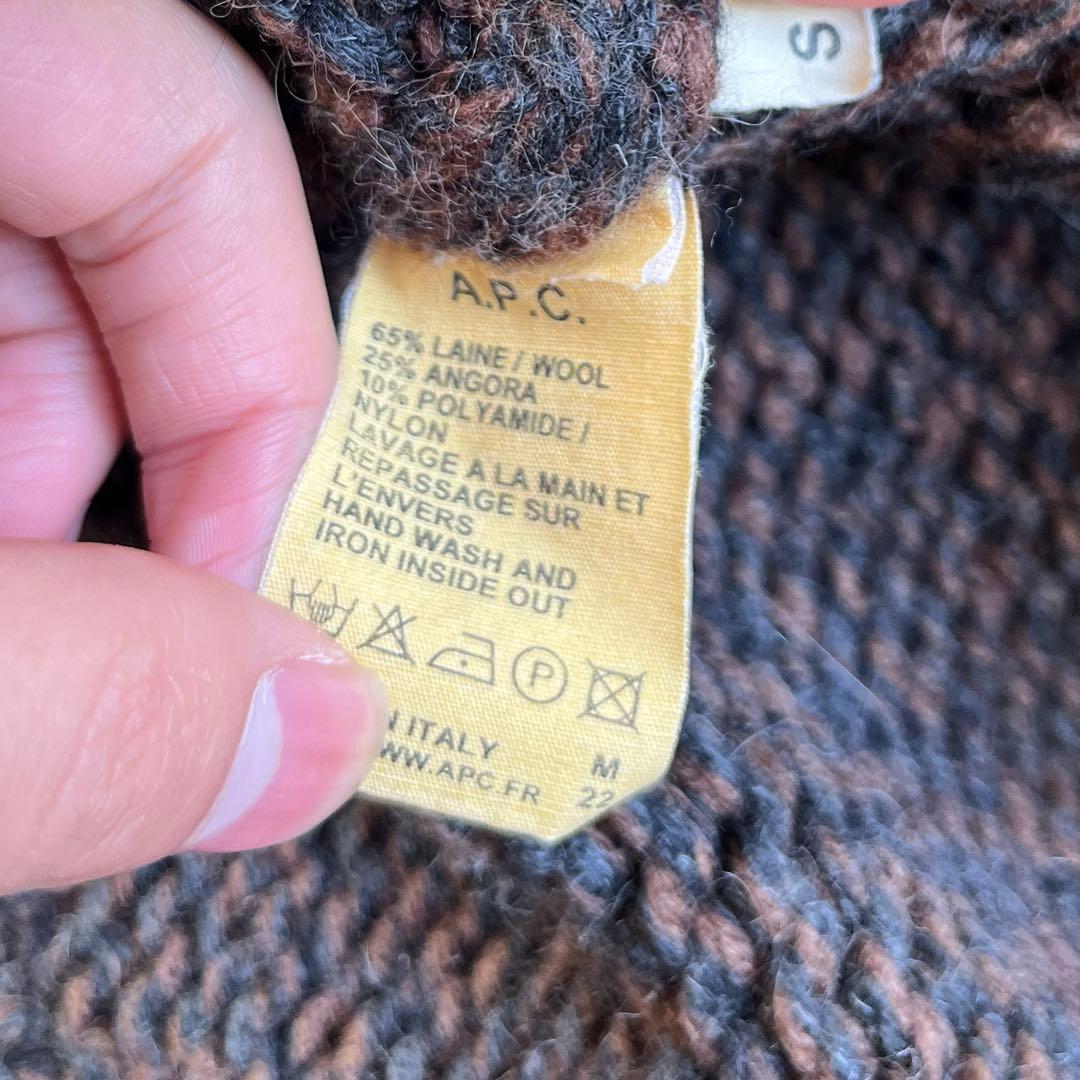 S
A.P.C.
65% LAINE / WOOL
25% ANGORA
10% POLYAMIDE /
NYLON
LAVAGE A LA MAIN ET
REPASSAGE SUR
L'ENVERS
HAND WASH AND
IRON INSIDE OUT
P
ITALY
M
WW.APC.FR
22